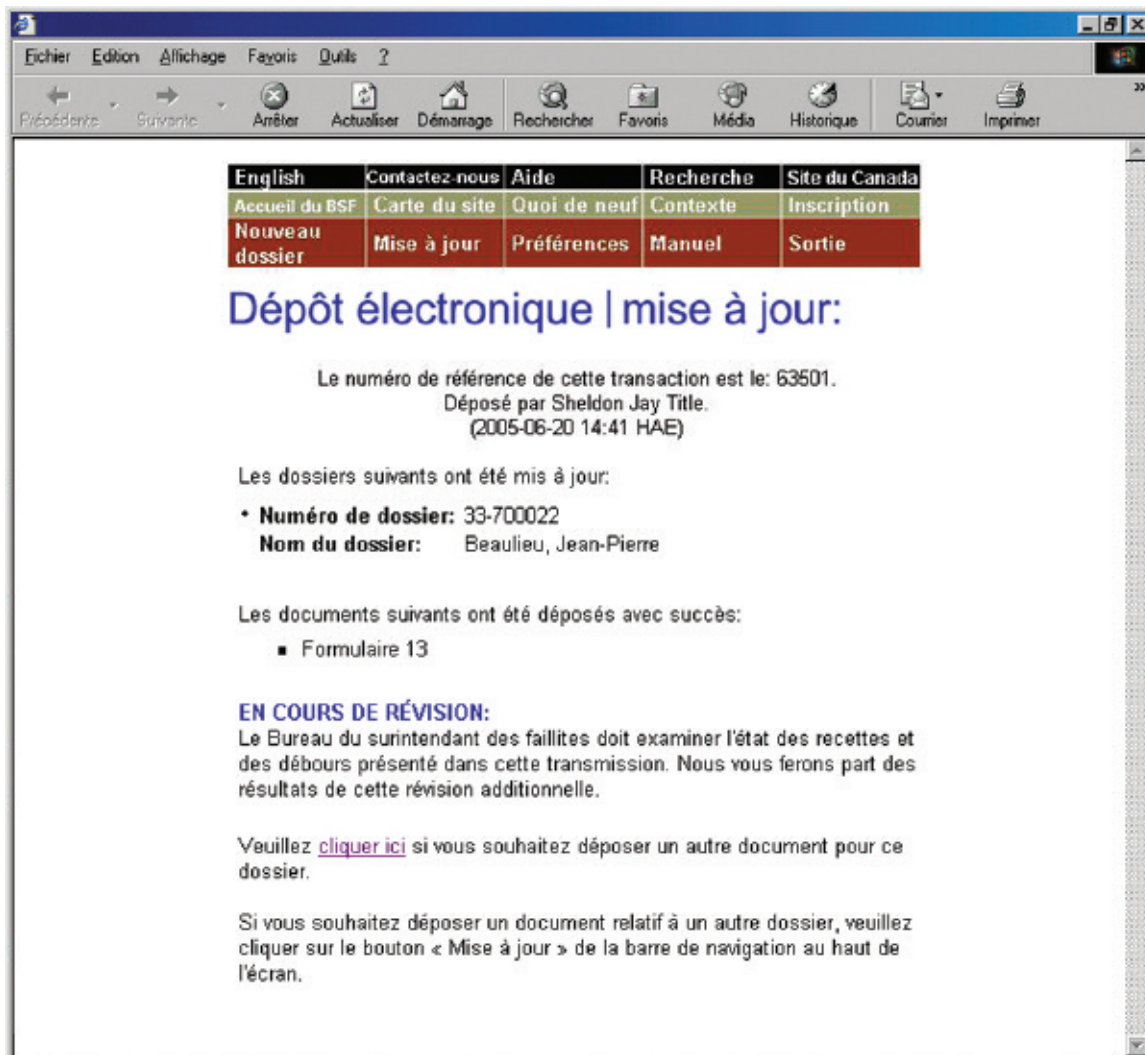 Fichier Edition Affichage Favoris Outils ?
Précédente Suivante Arrêter Actualiser Démarrage Rechercher Favoris Média Historique Courrier Imprimer »
English Contactez-nous Aide Recherche Site du Canada
Accueil du BSF Carte du site Quoi de neuf Contexte Inscription
Nouveau dossier Mise à jour Préférences Manuel Sortie
Dépôt électronique | mise à jour:
Le numéro de référence de cette transaction est le: 63501.
Déposé par Sheldon Jay Title.
(2005-06-20 14:41 HAE)
Les dossiers suivants ont été mis à jour:
• Numéro de dossier: 33-700022
Nom du dossier: Beaulieu, Jean-Pierre
Les documents suivants ont été déposés avec succès:
▪ Formulaire 13
EN COURS DE RÉVISION:
Le Bureau du surintendant des faillites doit examiner l'état des recettes et
des débours présenté dans cette transmission. Nous vous ferons part des
résultats de cette révision additionnelle.
Veuillez cliquer ici si vous souhaitez déposer un autre document pour ce
dossier.
Si vous souhaitez déposer un document relatif à un autre dossier, veuillez
cliquer sur le bouton « Mise à jour » de la barre de navigation au haut de
l'écran.